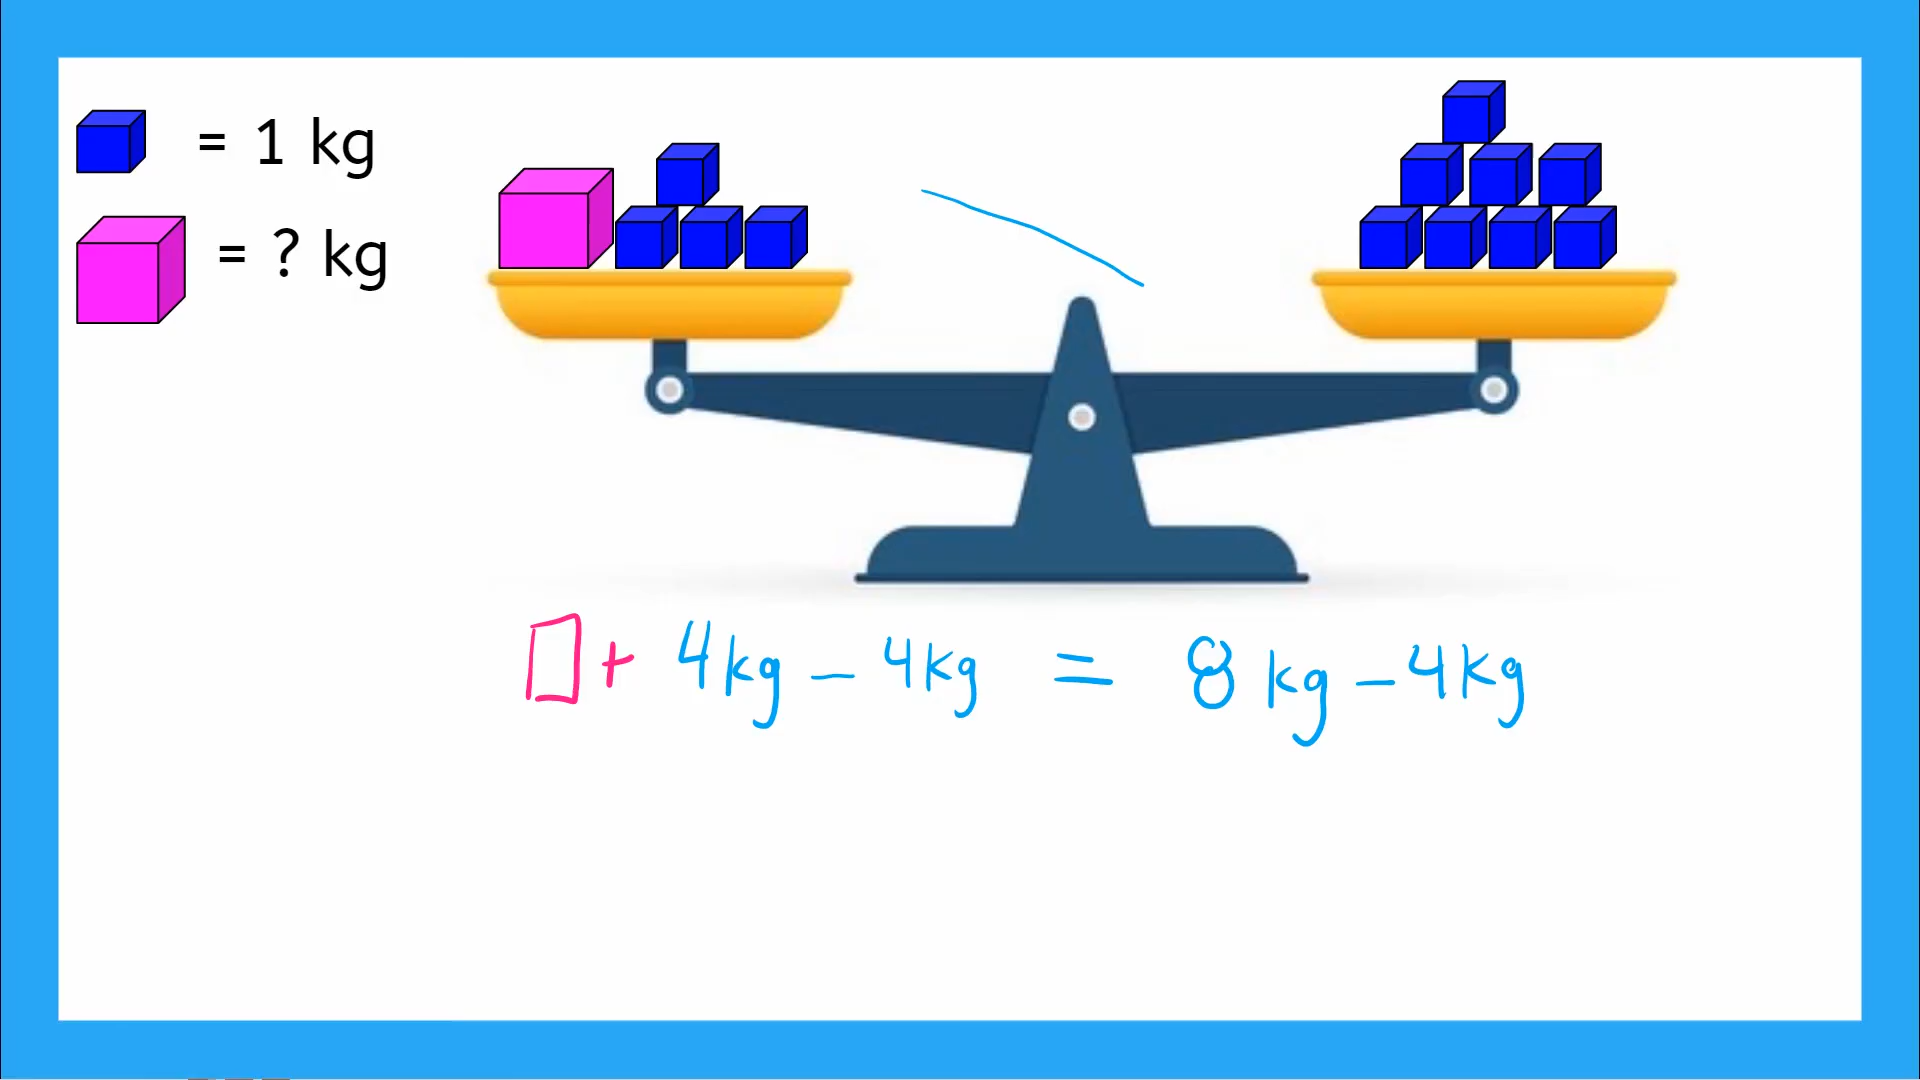 = 1 kg
= ? kg
□ + 4kg - 4kg = 8 kg - 4kg